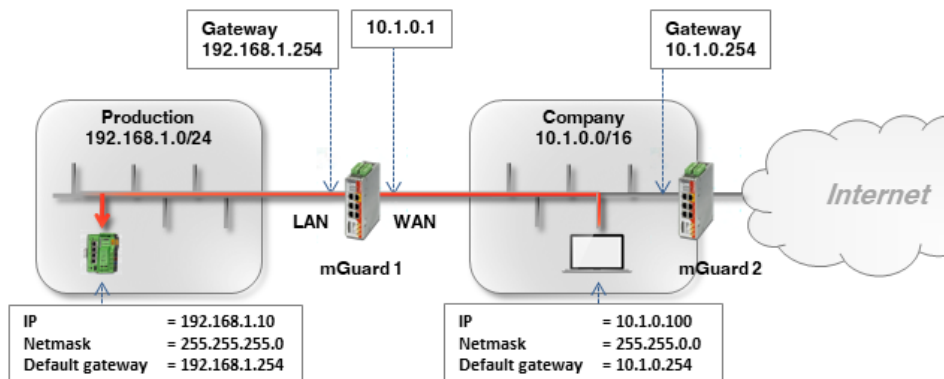 Gateway
192.168.1.254
10.1.0.1
Gateway
10.1.0.254
Production
192.168.1.0/24
Company
10.1.0.0/16
Internet
LAN
WAN
mGuard 1
mGuard 2
IP = 192.168.1.10
Netmask = 255.255.255.0
Default gateway = 192.168.1.254
IP = 10.1.0.100
Netmask = 255.255.0.0
Default gateway = 10.1.0.254